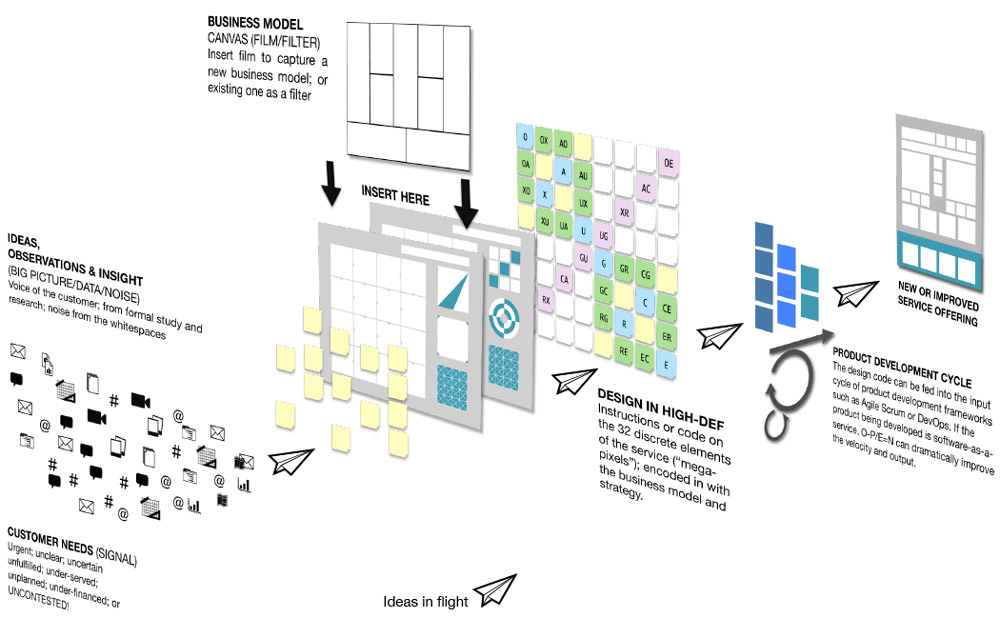 BUSINESS MODEL
CANVAS (FILM/FILTER)
Insert film to capture a
new business model; or
existing one as a filter
INSERT HERE
O OX AO OE
OA A AU AC
XO X UX XR
XU UA U UG
GU G GR CG
CA GC C CE
RX RG R ER
RE EC E
IDEAS,
OBSERVATIONS & INSIGHT
(BIG PICTURE/DATA/NOISE)
Voice of the customer; from formal study and
research; noise from the whitespaces
# @
@ #
# @
# # @
# @ @
CUSTOMER NEEDS (SIGNAL)
Urgent; unclear; uncertain
unfulfilled; under-served;
unplanned; under-financed; or
UNCONTESTED!
DESIGN IN HIGH-DEF
Instructions or code on
the 32 discrete elements
of the service ("mega-
pixels"); encoded in with
the business model and
strategy.
NEW OR IMPROVED
SERVICE OFFERING
PRODUCT DEVELOPMENT CYCLE
The design code can be fed into the input
cycle of product development frameworks
such as Agile Scrum or DevOps. If the
product being developed is software-as-a-
service, O-P/E=N can dramatically improve
the velocity and output.
Ideas in flight